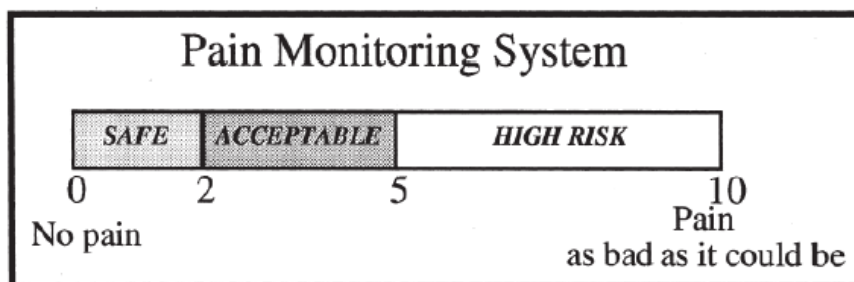 Pain Monitoring System
SAFE ACCEPTABLE HIGH RISK
0 2 5 10
No pain
Pain
as bad as it could be